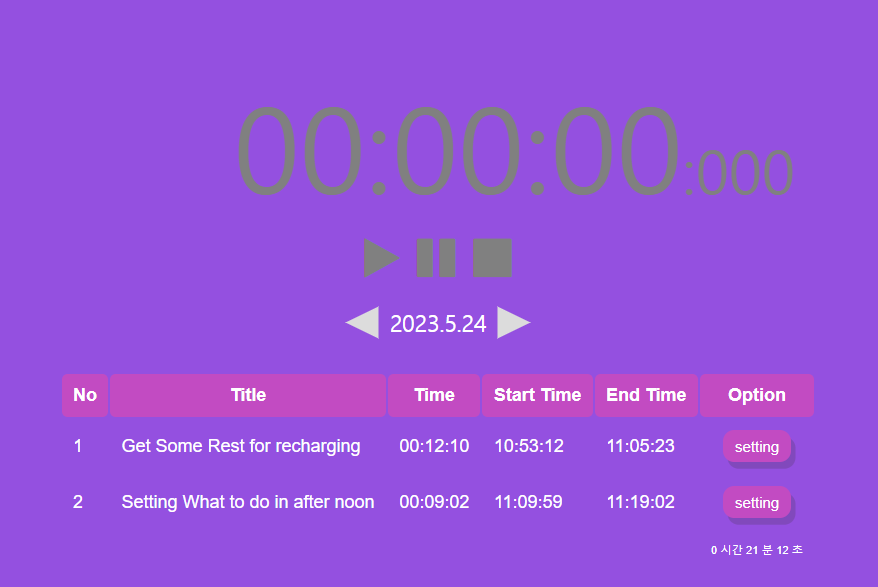 00:00:00:000
2023.5.24
No Title Time Start Time End Time Option
1 Get Some Rest for recharging 00:12:10 10:53:12 11:05:23 setting
2 Setting What to do in after noon 00:09:02 11:09:59 11:19:02 setting
0 시간 21 분 12 초